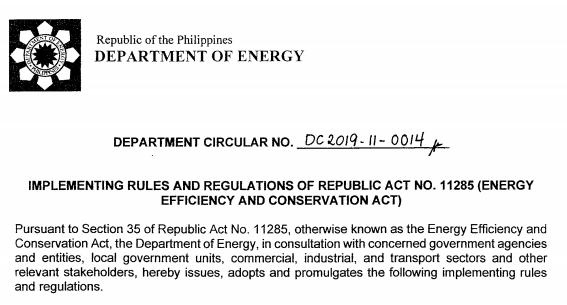 Republic of the Philippines
DEPARTMENT OF ENERGY
DEPARTMENT CIRCULAR NO. DC2019-11-0014
IMPLEMENTING RULES AND REGULATIONS OF REPUBLIC ACT NO. 11285 (ENERGY
EFFICIENCY AND CONSERVATION ACT)
Pursuant to Section 35 of Republic Act No. 11285, otherwise known as the Energy Efficiency and
Conservation Act, the Department of Energy, in consultation with concerned government agencies
and entities, local government units, commercial, industrial, and transport sectors and other
relevant stakeholders, hereby issues, adopts and promulgates the following implementing rules
and regulations.